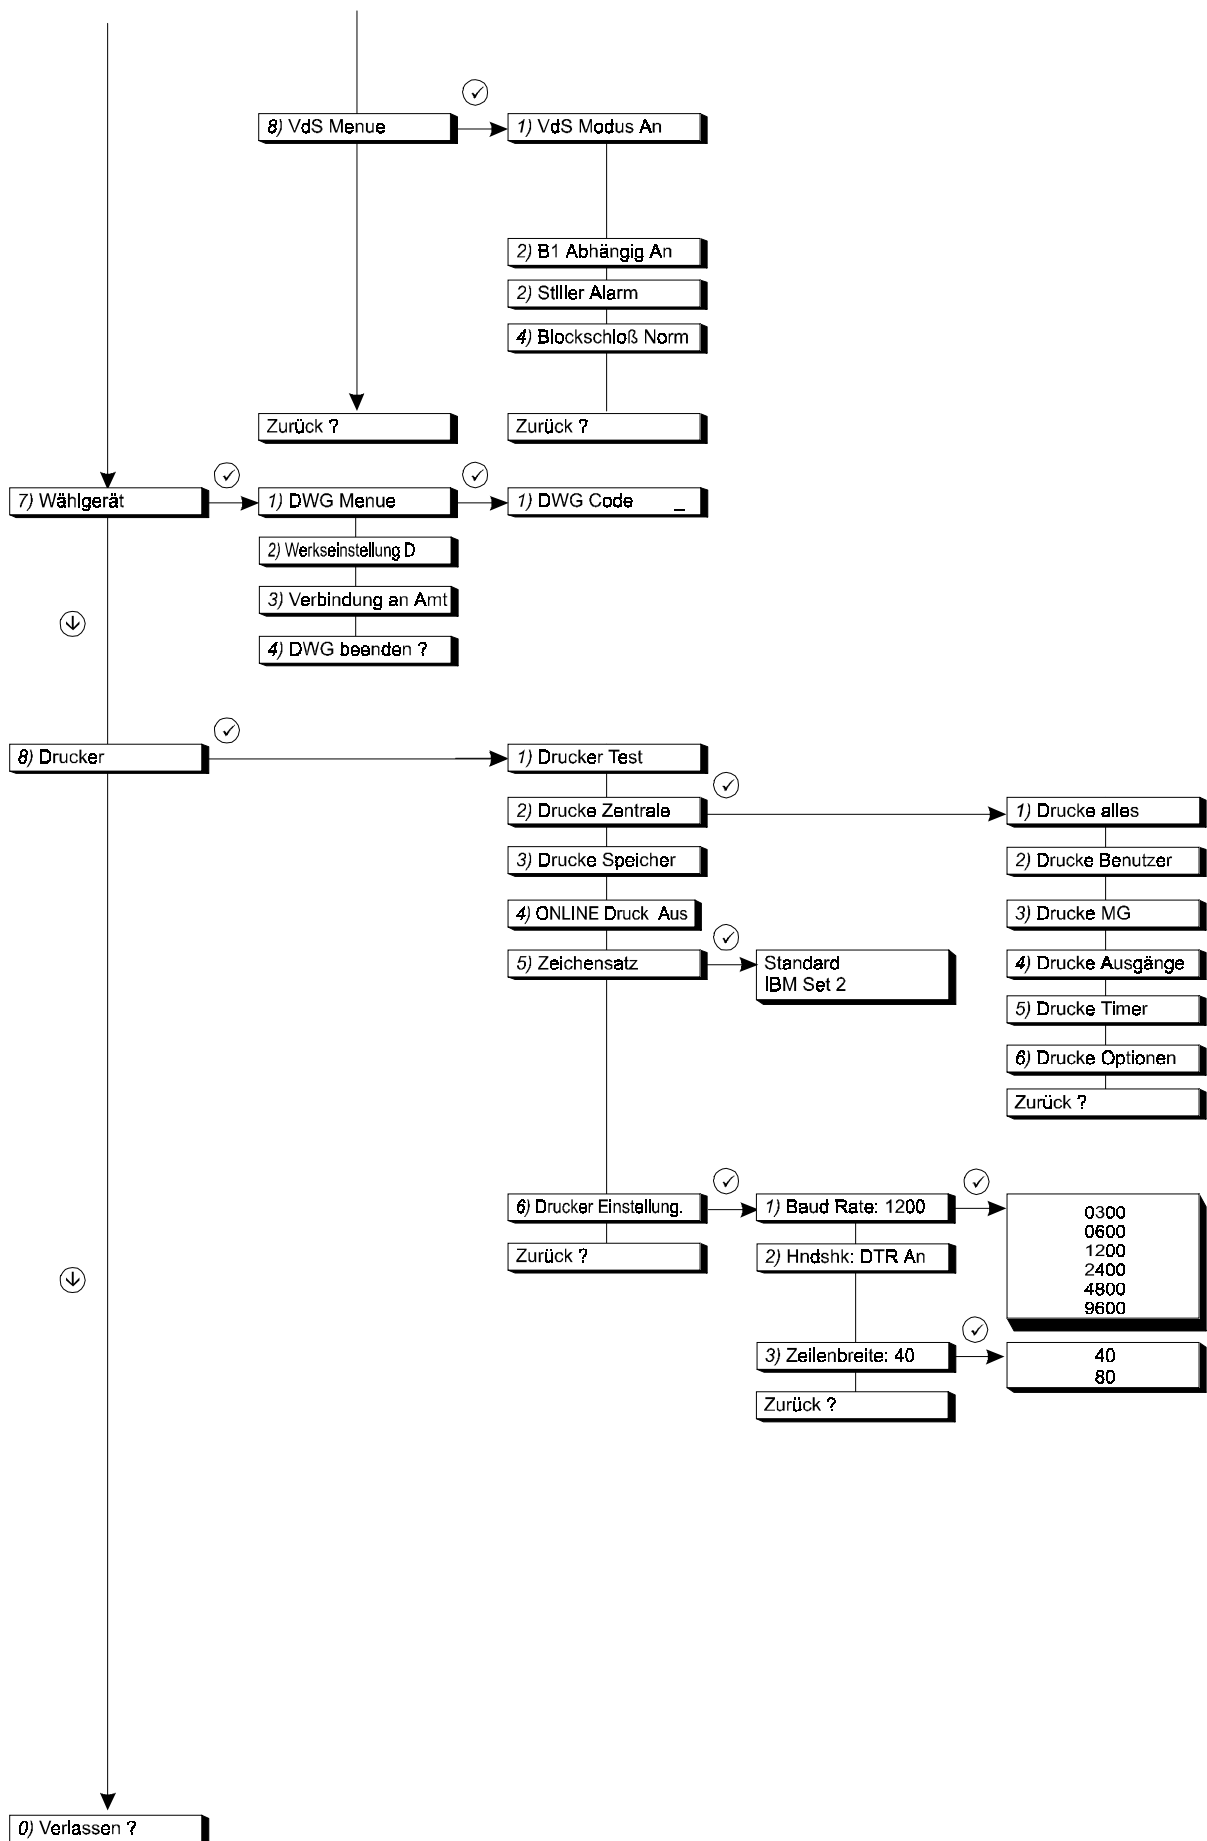 8) VdS Menue
1) VdS Modus An
2) B1 Abhängig An
2) Stiller Alarm
4) Blockschloß Norm
Zurück ?
Zurück ?
7) Wählgerät
1) DWG Menue
1) DWG Code _
2) Werkseinstellung D
3) Verbindung an Amt
4) DWG beenden ?
8) Drucker
1) Drucker Test
2) Drucke Zentrale
1) Drucke alles
3) Drucke Speicher
2) Drucke Benutzer
4) ONLINE Druck Aus
3) Drucke MG
5) Zeichensatz
Standard
IBM Set 2
4) Drucke Ausgänge
5) Drucke Timer
6) Drucke Optionen
Zurück ?
6) Drucker Einstellung.
1) Baud Rate: 1200
0300
0600
1200
2400
4800
9600
Zurück ?
2) Hndshk: DTR An
3) Zeilenbreite: 40
40
80
Zurück ?
0) Verlassen ?